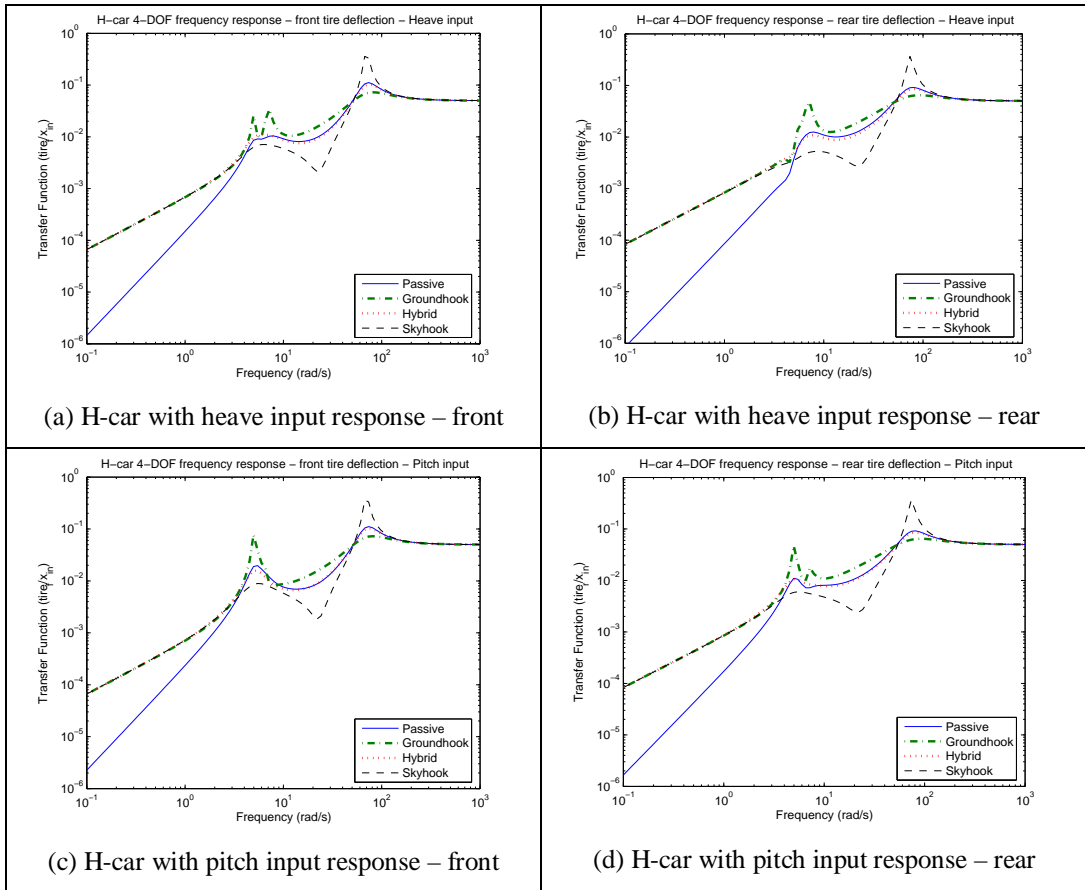 H-car 4-DOF frequency response - front tire deflection - Heave input
10^0
10^-1
10^-2
10^-3
10^-4
10^-5
10^-6
Transfer Function (tire_f/x_in)
Passive
Groundhook
Hybrid
Skyhook
10^-1 10^0 10^1 10^2 10^3
Frequency (rad/s)
(a) H-car with heave input response – front
H-car 4-DOF frequency response - rear tire deflection - Heave input
10^0
10^-1
10^-2
10^-3
10^-4
10^-5
10^-6
Transfer Function (tire_r/x_in)
Passive
Groundhook
Hybrid
Skyhook
10^-1 10^0 10^1 10^2 10^3
Frequency (rad/s)
(b) H-car with heave input response – rear
H-car 4-DOF frequency response - front tire deflection - Pitch input
10^0
10^-1
10^-2
10^-3
10^-4
10^-5
10^-6
Transfer Function (tire/x_in)
Passive
Groundhook
Hybrid
Skyhook
10^-1 10^0 10^1 10^2 10^3
Frequency (rad/s)
(c) H-car with pitch input response – front
H-car 4-DOF frequency response - rear tire deflection - Pitch input
10^0
10^-1
10^-2
10^-3
10^-4
10^-5
10^-6
Transfer Function (tire/x_in)
Passive
Groundhook
Hybrid
Skyhook
10^-1 10^0 10^1 10^2 10^3
Frequency (rad/s)
(d) H-car with pitch input response – rear